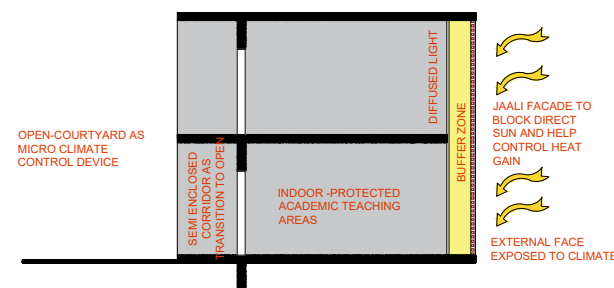 OPEN-COURTYARD AS
MICRO CLIMATE
CONTROL DEVICE
SEMI ENCLOSED
CORRIDOR AS
TRANSITION TO OPEN
INDOOR -PROTECTED
ACADEMIC TEACHING
AREAS
DIFFUSED LIGHT
BUFFER ZONE
JAALI FACADE TO
BLOCK DIRECT
SUN AND HELP
CONTROL HEAT
GAIN
EXTERNAL FACE
EXPOSED TO CLIMATE